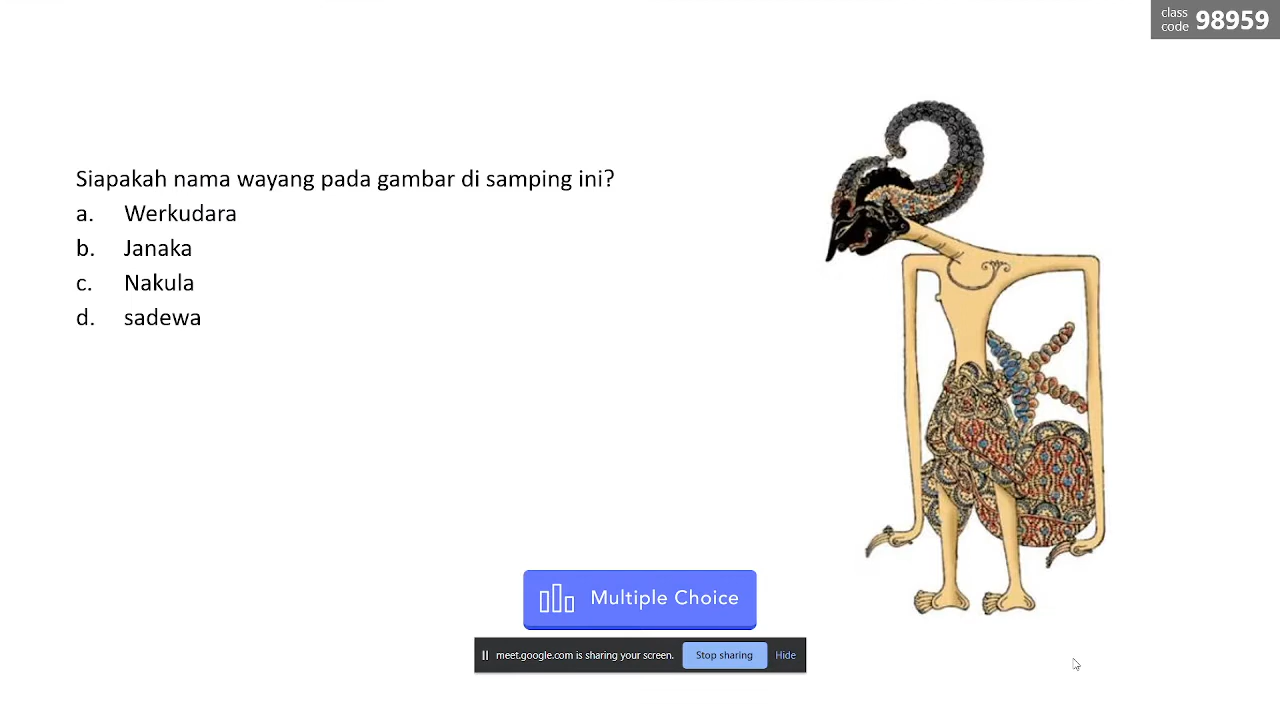 class
code 98959
Siapakah nama wayang pada gambar di samping ini?
a. Werkudara
b. Janaka
c. Nakula
d. sadewa
Multiple Choice
meet.google.com is sharing your screen. Stop sharing Hide